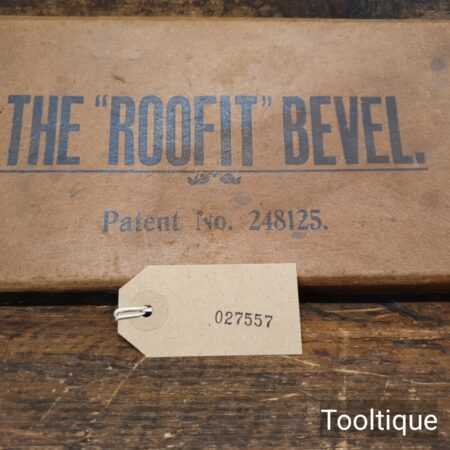 THE "ROOFIT" BEVEL.
Patent No. 248125.
027557
Tooltique